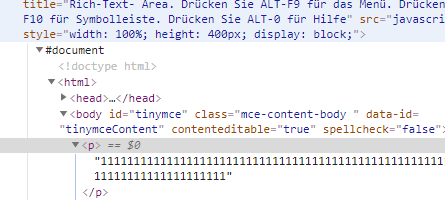 title="Rich-Text- Area. Drücken Sie ALT-F9 für das Menü. Drücken
F10 für Symbolleiste. Drücken Sie ALT-0 für Hilfe" src="javascri
style="width: 100%; height: 400px; display: block;">
▼#document
<!doctype html>
▼<html>
▶<head>…</head>
▼<body id="tinymce" class="mce-content-body " data-id=
"tinymceContent" contenteditable="true" spellcheck="false"
▼<p> == $0
"11111111111111111111111111111111111111111111111111111
11111111111111111111"
</p>